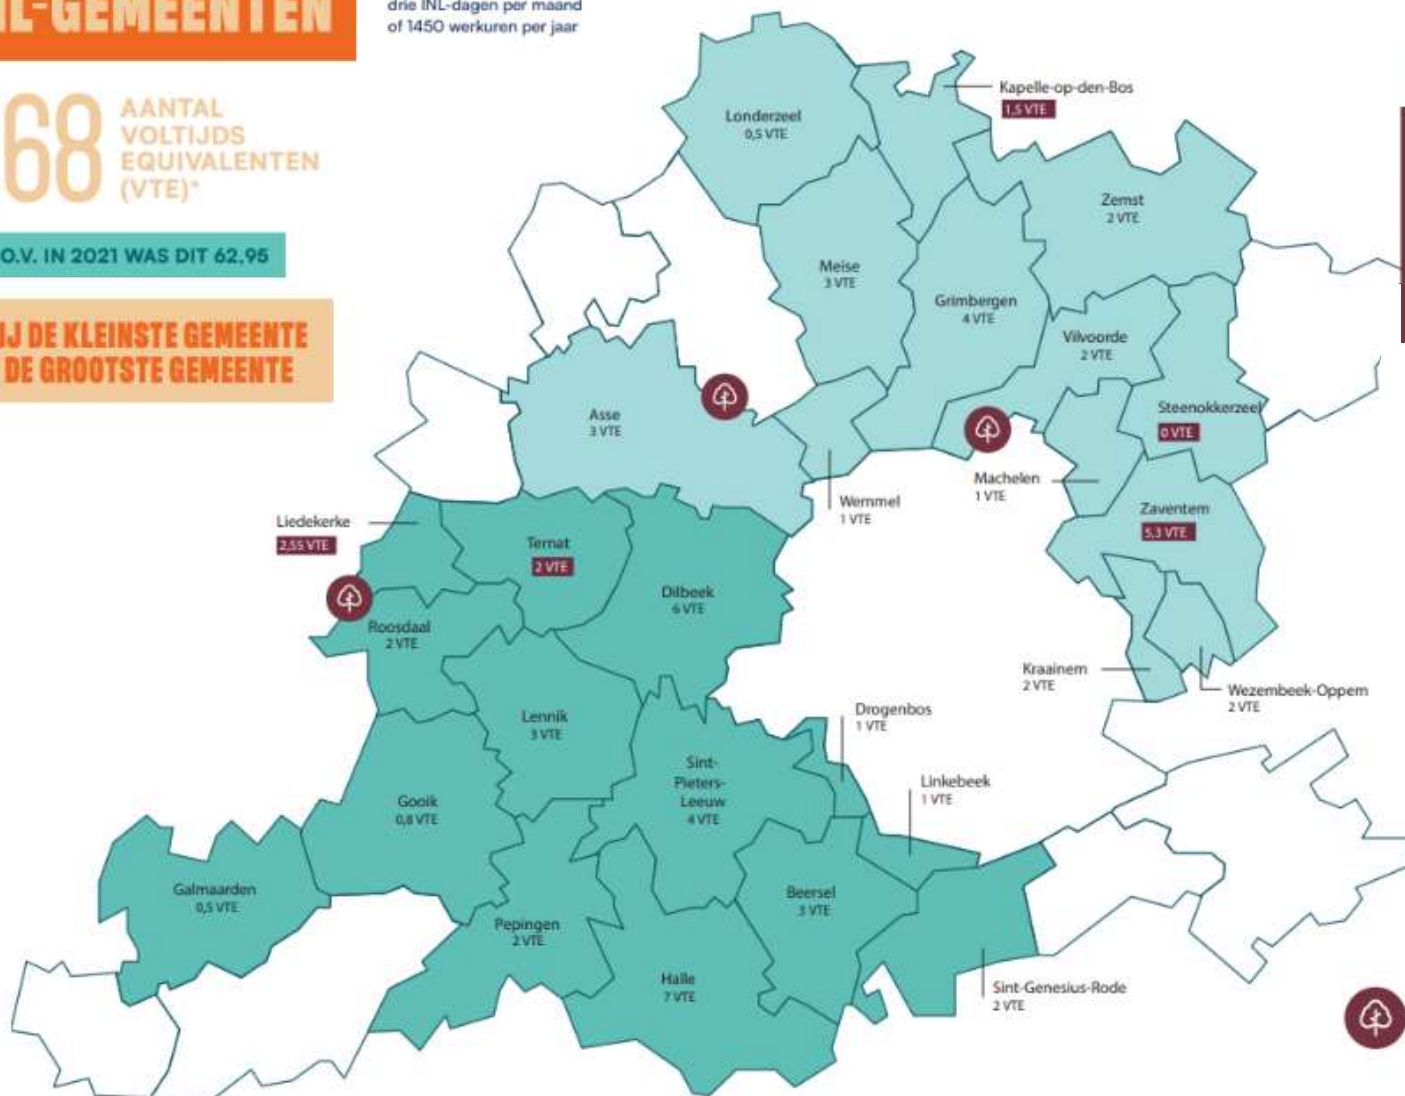 NL-GEMEENTEN
drie INL-dagen per maand
of 1450 werkuren per jaar
68
AANTAL
VOLTIJDS
EQUIVALENTEN
(VTE)*
O.V. IN 2021 WAS DIT 62,95
IJ DE KLEINSTE GEMEENTE
DE GROOTSTE GEMEENTE
Kapelle-op-den-Bos
1,5 VTE
Londerzeel
0,5 VTE
Zemst
2 VTE
Meise
3 VTE
Grimbergen
4 VTE
Vilvoorde
2 VTE
Asse
3 VTE
Steenokkerzeel
0 VTE
Machelen
1 VTE
Wemmel
1 VTE
Zaventem
5,3 VTE
Liedekerke
2,55 VTE
Ternat
2 VTE
Dilbeek
6 VTE
Roosdaal
2 VTE
Kraainem
2 VTE
Wezembeek-Oppem
2 VTE
Drogenbos
1 VTE
Lennik
3 VTE
Sint-
Pieters-
Leeuw
4 VTE
Linkebeek
1 VTE
Gooik
0,8 VTE
Galmaarden
0,5 VTE
Beersel
3 VTE
Pepingen
2 VTE
Halle
7 VTE
Sint-Genesius-Rode
2 VTE